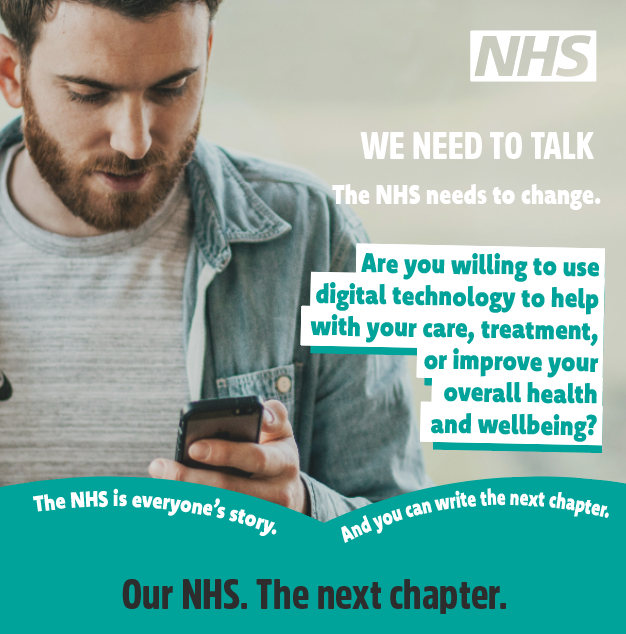 NHS
WE NEED TO TALK
The NHS needs to change.
Are you willing to use
digital technology to help
with your care, treatment,
or improve your
overall health
and wellbeing?
The NHS is everyone's story.
And you can write the next chapter.
Our NHS. The next chapter.